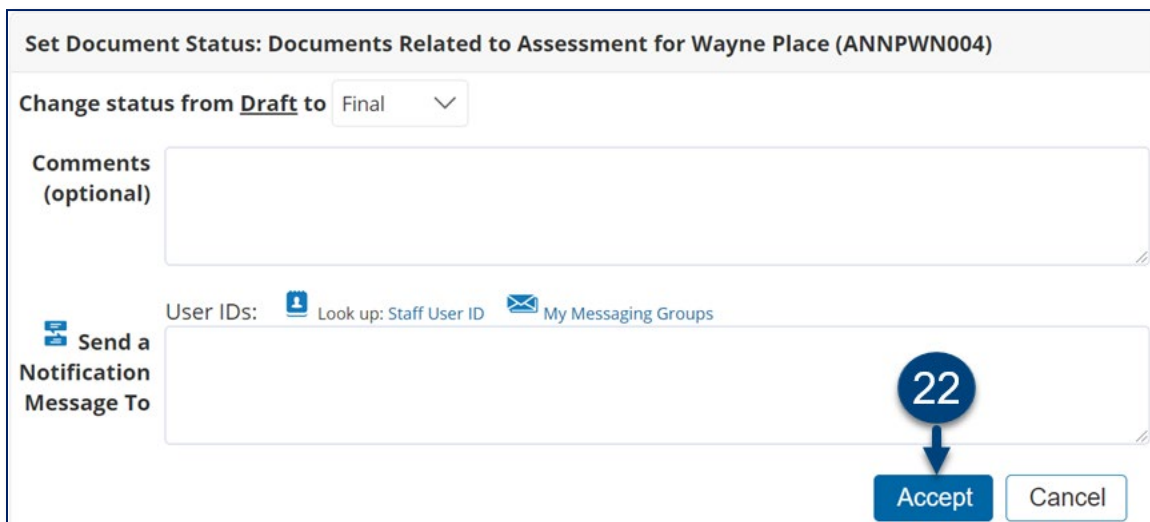 Set Document Status: Documents Related to Assessment for Wayne Place (ANNPWN004)
Change status from Draft to Final
Comments
(optional)
User IDs: Look up: Staff User ID My Messaging Groups
Send a
Notification
Message To
22
Accept Cancel